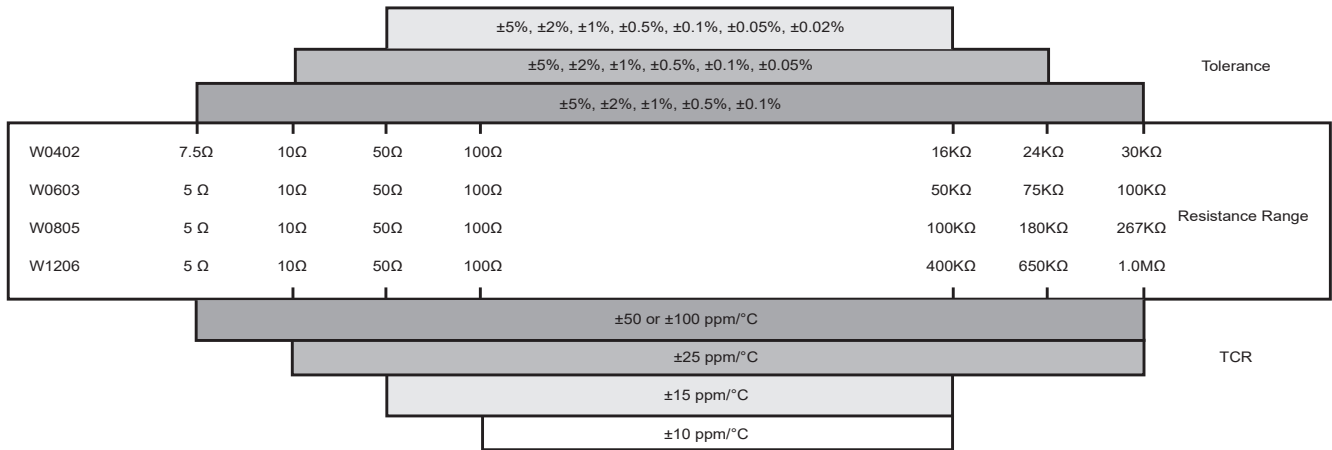 ±5%, ±2%, ±1%, ±0.5%, ±0.1%, ±0.05%, ±0.02%
±5%, ±2%, ±1%, ±0.5%, ±0.1%, ±0.05%
Tolerance
±5%, ±2%, ±1%, ±0.5%, ±0.1%
W0402 7.5Ω 10Ω 50Ω 100Ω 16KΩ 24KΩ 30KΩ
W0603 5 Ω 10Ω 50Ω 100Ω 50KΩ 75KΩ 100KΩ
Resistance Range
W0805 5 Ω 10Ω 50Ω 100Ω 100KΩ 180KΩ 267KΩ
W1206 5 Ω 10Ω 50Ω 100Ω 400KΩ 650KΩ 1.0MΩ
±50 or ±100 ppm/°C
±25 ppm/°C
TCR
±15 ppm/°C
±10 ppm/°C